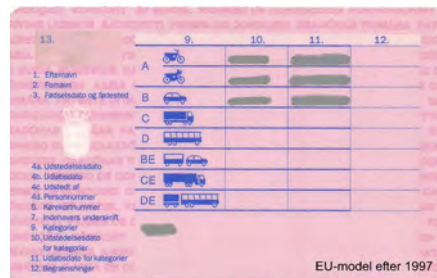 13. 9. 10. 11. 12.
A
1. Efternavn
2. Fornavn
3. Fødselsdato og fødested
B
C
D
BE
CE
DE
4a. Udstedelsesdato
4b. Udløbsdato
4c. Udstedt af
4d. Personnummer
5. Kørekortnummer
7. Indehavers underskrift
9. Kategorier
10. Udstedelsesdato
for kategorier
11. Udløbsdato for kategorier
12. Begrænsninger
EU-model efter 1997